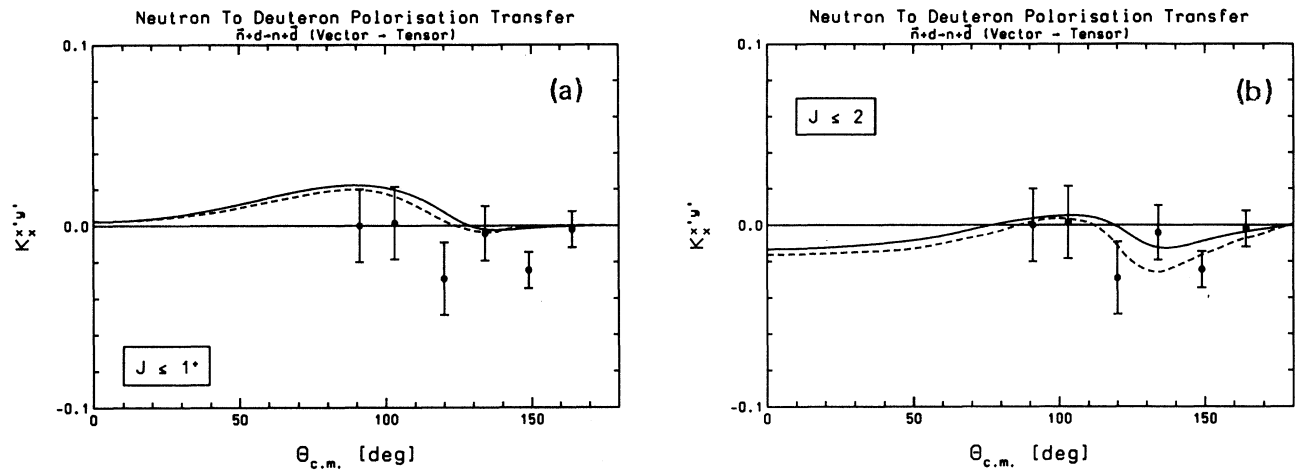 Neutron To Deuteron Polarisation Transfer
n⃗+d→n+d⃗ (Vector → Tensor)
0.1
(a)
K_x^{x'y'}
0.0
J ≤ 1⁺
-0.1
0 50 100 150
θ_{c.m.} [deg]
Neutron To Deuteron Polarisation Transfer
n⃗+d→n+d⃗ (Vector → Tensor)
0.1
(b)
J ≤ 2
K_x^{x'y'}
0.0
-0.1
0 50 100 150
θ_{c.m.} [deg]